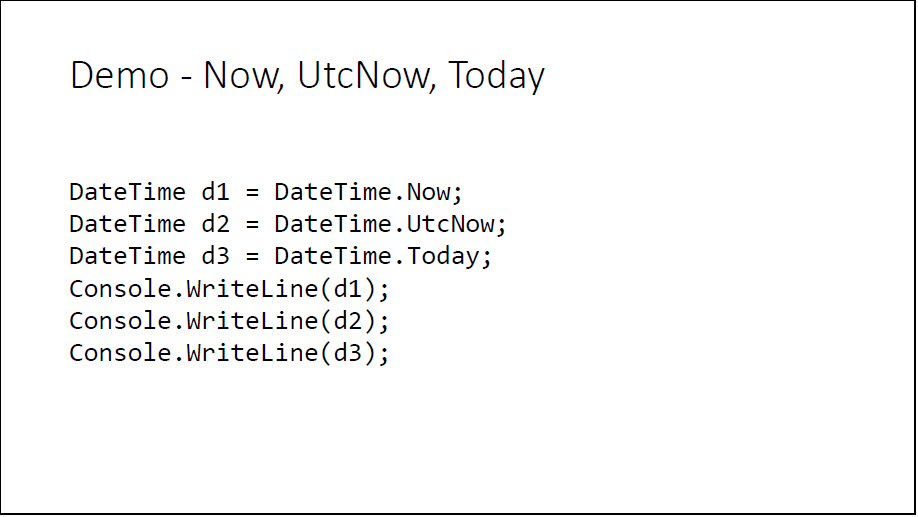 Demo - Now, UtcNow, Today
DateTime d1 = DateTime.Now;
DateTime d2 = DateTime.UtcNow;
DateTime d3 = DateTime.Today;
Console.WriteLine(d1);
Console.WriteLine(d2);
Console.WriteLine(d3);